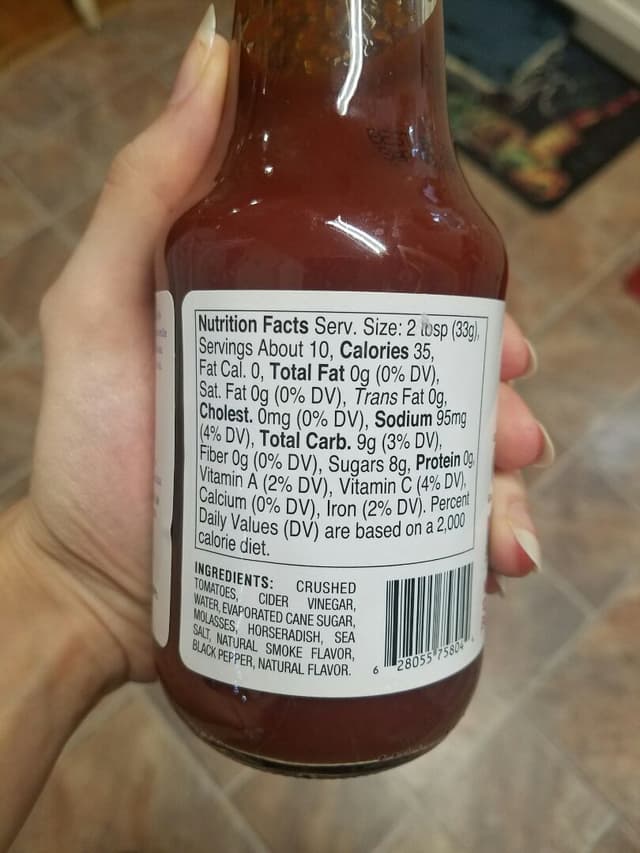 Nutrition Facts Serv. Size: 2 tbsp (33g),
Servings About 10, Calories 35,
Fat Cal. 0, Total Fat 0g (0% DV),
Sat. Fat 0g (0% DV), Trans Fat 0g,
Cholest. 0mg (0% DV), Sodium 95mg
(4% DV), Total Carb. 9g (3% DV),
Fiber 0g (0% DV), Sugars 8g, Protein 0g,
Vitamin A (2% DV), Vitamin C (4% DV),
Calcium (0% DV), Iron (2% DV). Percent
Daily Values (DV) are based on a 2,000
calorie diet.
INGREDIENTS: CRUSHED
TOMATOES, CIDER VINEGAR,
WATER, EVAPORATED CANE SUGAR,
MOLASSES, HORSERADISH, SEA
SALT, NATURAL SMOKE FLAVOR,
BLACK PEPPER, NATURAL FLAVOR.
6 28055 75804